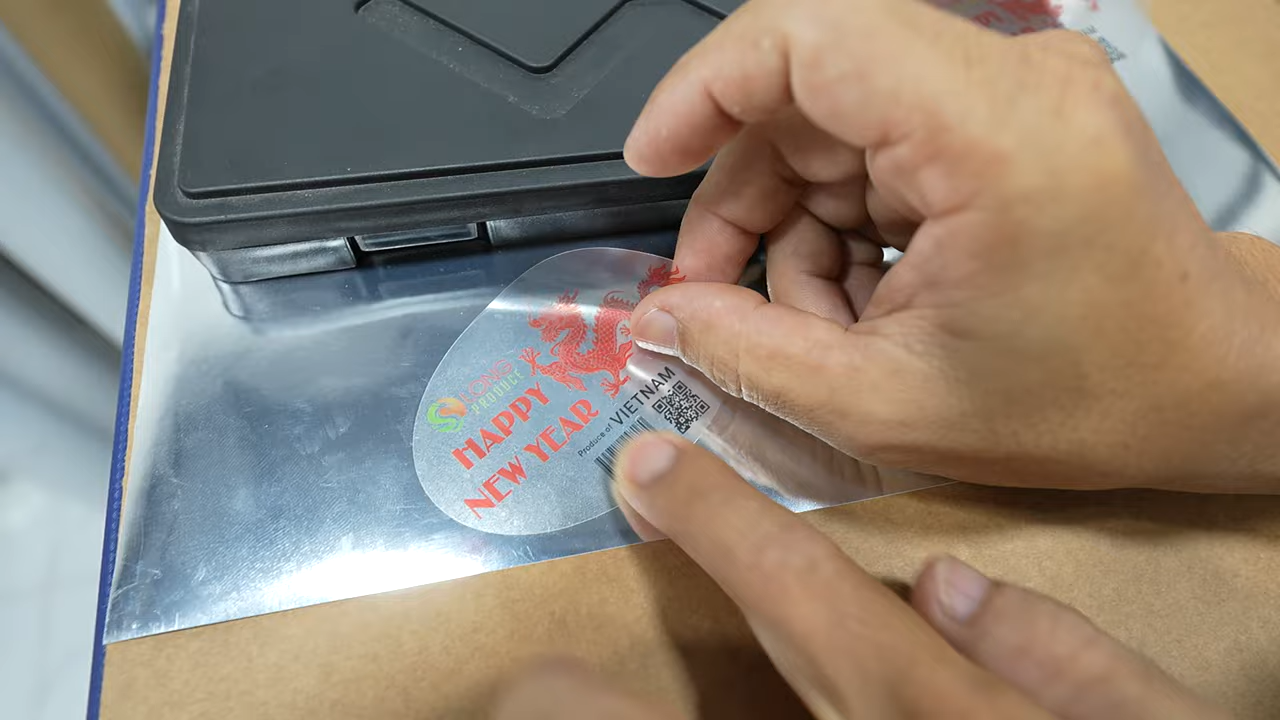 LONG
PRODUCE
HAPPY
NEW YEAR
Produce of VIETNAM